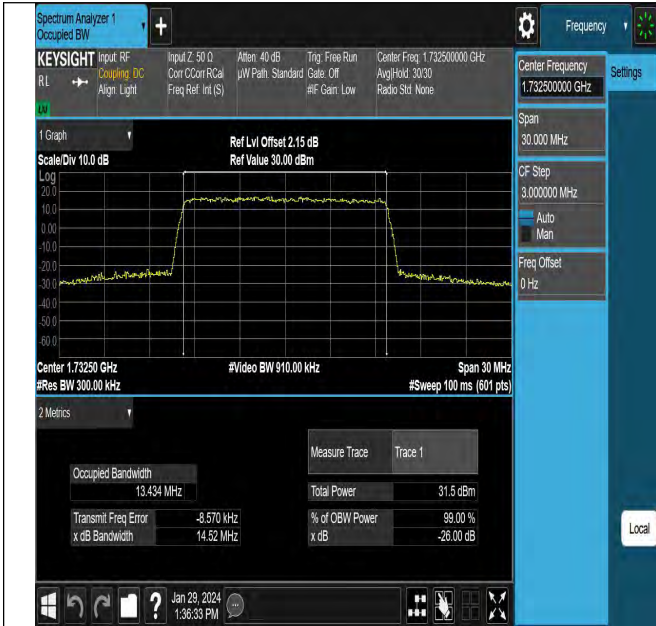 Spectrum Analyzer 1
Occupied BW
+
Frequency
KEYSIGHT
RL
Input: RF
Coupling: DC
Align: Light
Input Z: 50 Ω
Corr CCorr RCal
Freq Ref: Int (S)
Atten: 40 dB
µW Path: Standard
Trig: Free Run
Gate: Off
#IF Gain: Low
Center Freq: 1.732500000 GHz
Avg|Hold: 30/30
Radio Std: None
Center Frequency
1.732500000 GHz
Settings
Span
30.000 MHz
CF Step
3.000000 MHz
Auto
Man
Freq Offset
0 Hz
Local
1 Graph
Scale/Div 10.0 dB
Ref Lvl Offset 2.15 dB
Ref Value 30.00 dBm
Log
20.0
10.0
0.00
-10.0
-20.0
-30.0
-40.0
-50.0
-60.0
Center 1.73250 GHz
#Video BW 910.00 kHz
Span 30 MHz
#Res BW 300.00 kHz
#Sweep 100 ms (601 pts)
2 Metrics
Measure Trace
Trace 1
Occupied Bandwidth
13.434 MHz
Total Power
31.5 dBm
Transmit Freq Error
-8.570 kHz
% of OBW Power
99.00 %
x dB Bandwidth
14.52 MHz
x dB
-26.00 dB
?
Jan 29, 2024
1:36:33 PM